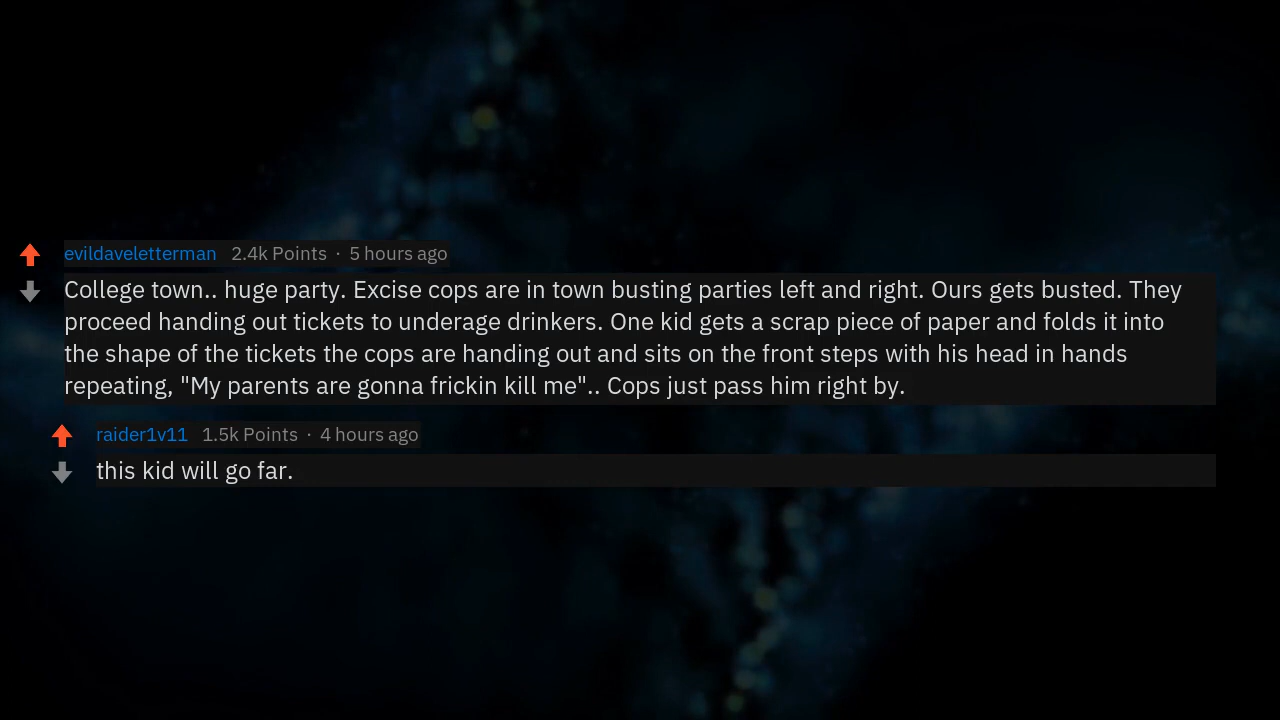 evildaveletterman 2.4k Points · 5 hours ago
College town.. huge party. Excise cops are in town busting parties left and right. Ours gets busted. They
proceed handing out tickets to underage drinkers. One kid gets a scrap piece of paper and folds it into
the shape of the tickets the cops are handing out and sits on the front steps with his head in hands
repeating, "My parents are gonna frickin kill me".. Cops just pass him right by.
raider1v11 1.5k Points · 4 hours ago
this kid will go far.